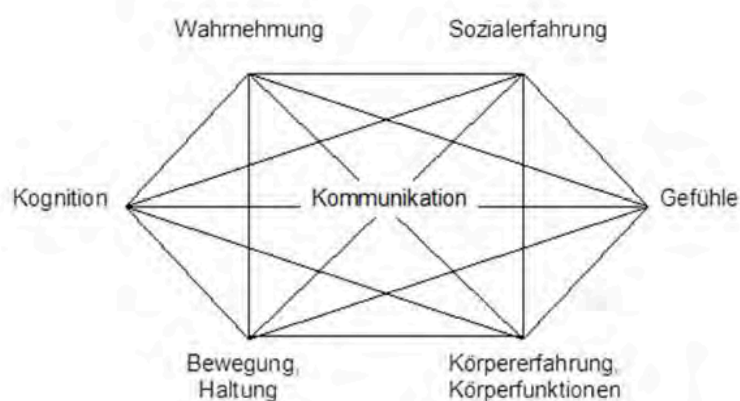 Wahrnehmung
Sozialerfahrung
Kognition
Kommunikation
Gefühle
Bewegung,
Haltung
Körpererfahrung,
Körperfunktionen